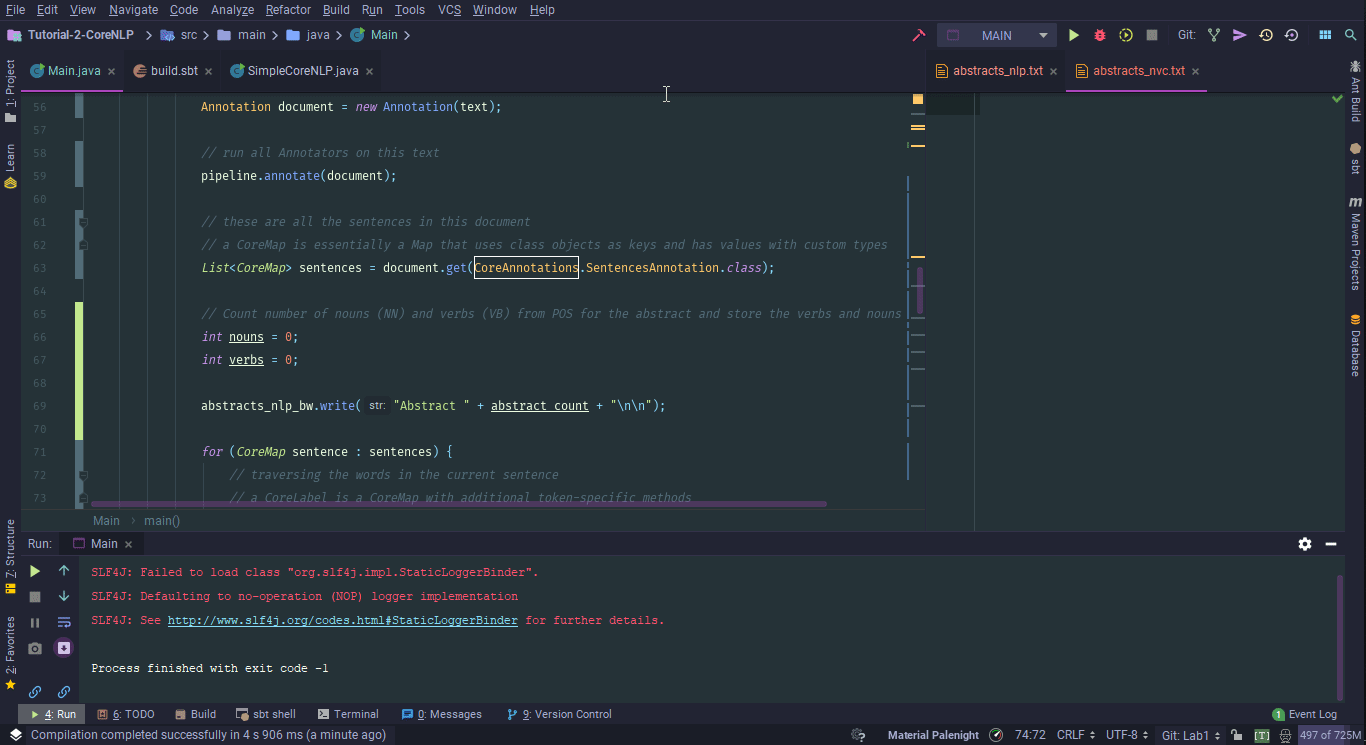 File Edit View Navigate Code Analyze Refactor Build Run Tools VCS Window Help
Tutorial-2-CoreNLP src main java Main MAIN Git:
Main.java build.sbt SimpleCoreNLP.java abstracts_nlp.txt abstracts_nvc.txt
1: Project
Learn
7: Structure
2: Favorites
56 Annotation document = new Annotation(text);
57
58 // run all Annotators on this text
59 pipeline.annotate(document);
60
61 // these are all the sentences in this document
62 // a CoreMap is essentially a Map that uses class objects as keys and has values with custom types
63 List<CoreMap> sentences = document.get(CoreAnnotations.SentencesAnnotation.class);
64
65 // Count number of nouns (NN) and verbs (VB) from POS for the abstract and store the verbs and nouns
66 int nouns = 0;
67 int verbs = 0;
68
69 abstracts_nlp_bw.write( str: "Abstract " + abstract_count + "\n\n");
70
71 for (CoreMap sentence : sentences) {
72 // traversing the words in the current sentence
73 // a CoreLabel is a CoreMap with additional token-specific methods
Main main()
Ant Build
sbt
m Maven Projects
Database
Run: Main
SLF4J: Failed to load class "org.slf4j.impl.StaticLoggerBinder".
SLF4J: Defaulting to no-operation (NOP) logger implementation
SLF4J: See http://www.slf4j.org/codes.html#StaticLoggerBinder for further details.
Process finished with exit code -1
4: Run 6: TODO Build sbt shell Terminal 0: Messages 9: Version Control 1 Event Log
Compilation completed successfully in 4 s 906 ms (a minute ago) Material Palenight 74:72 CRLF UTF-8 Git: Lab1 [T] 497 of 725M